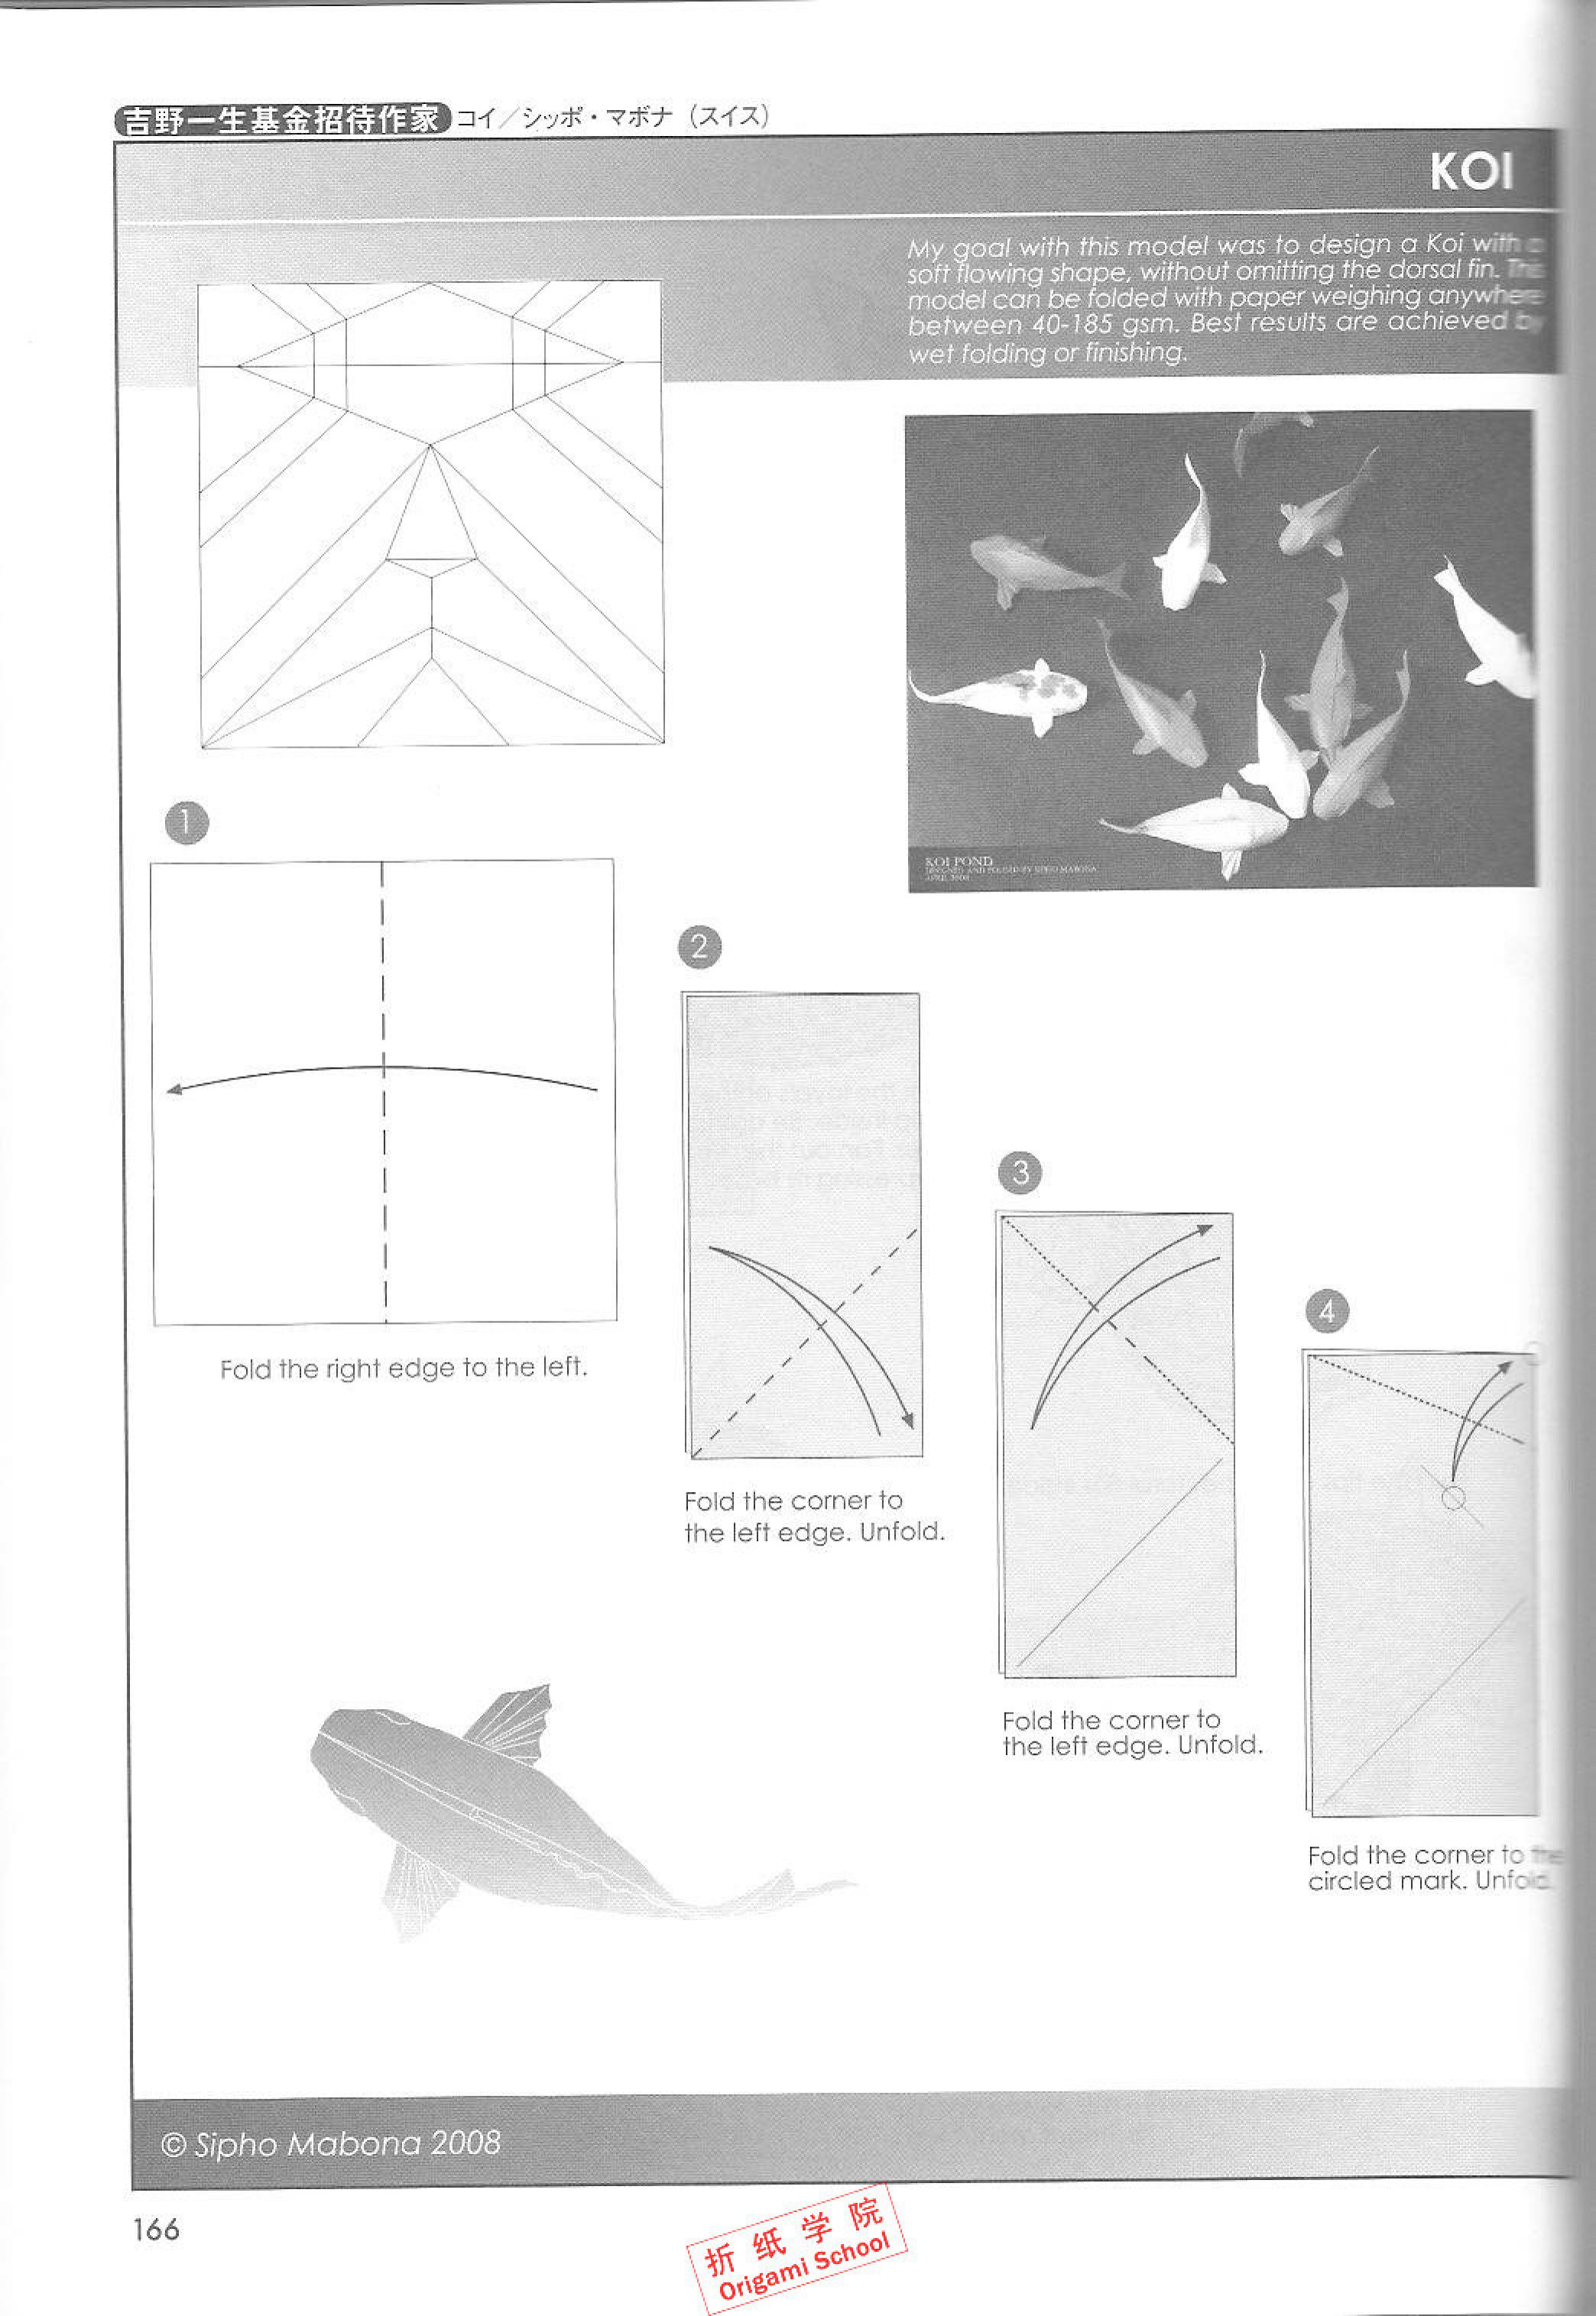 吉野一生基金招待作家 コイ／シッポ・マボナ（スイス）
KOI
My goal with this model was to design a Koi with a
soft flowing shape, without omitting the dorsal fin. This
model can be folded with paper weighing anywhere
between 40-185 gsm. Best results are achieved by
wet folding or finishing.
KOI POND
DESIGNED AND FOLDED BY SIPHO MABONA
APRIL 2008
1
Fold the right edge to the left.
2
Fold the corner to
the left edge. Unfold.
3
Fold the corner to
the left edge. Unfold.
4
Fold the corner to the
circled mark. Unfold.
© Sipho Mabona 2008
166
折纸学院
Origami School